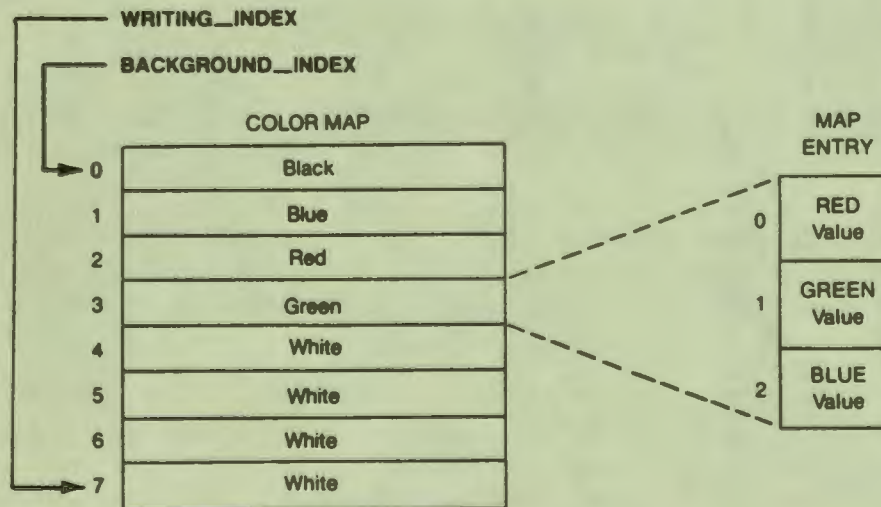 WRITING_INDEX
BACKGROUND_INDEX
COLOR MAP
0 Black
1 Blue
2 Red
3 Green
4 White
5 White
6 White
7 White
MAP
ENTRY
0 RED
Value
1 GREEN
Value
2 BLUE
Value